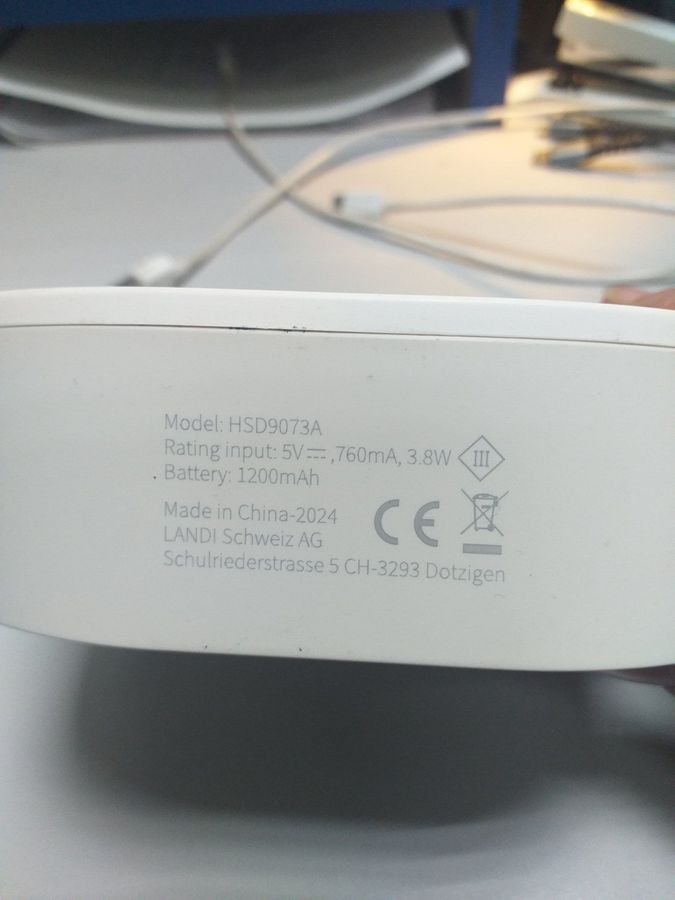 Model: HSD9073A
Rating input: 5V⎓,760mA, 3.8W III
Battery: 1200mAh
Made in China-2024
LANDI Schweiz AG
Schulriederstrasse 5 CH-3293 Dotzigen
CE